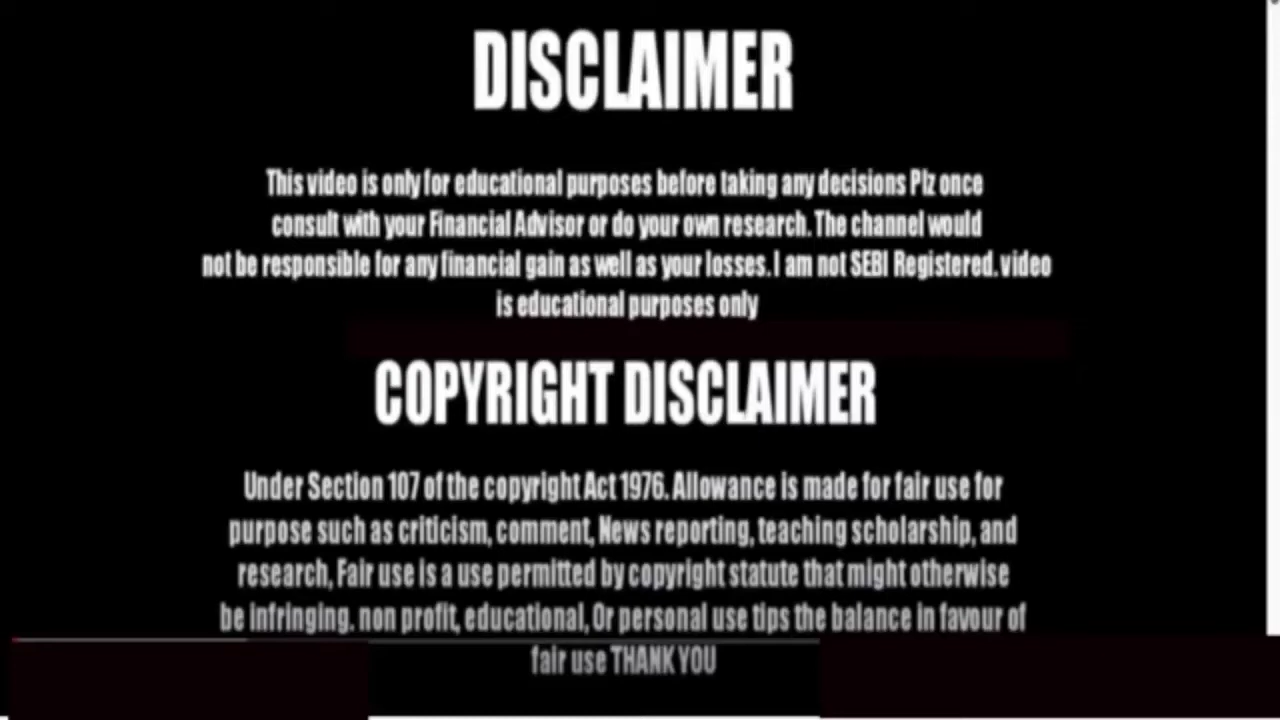 DISCLAIMER
This video is only for educational purposes before taking any decisions Plz once
consult with your Financial Advisor or do your own research. The channel would
not be responsible for any financial gain as well as your losses. I am not SEBI Registered. video
is educational purposes only
COPYRIGHT DISCLAIMER
Under Section 107 of the copyright Act 1976. Allowance is made for fair use for
purpose such as criticism, comment, News reporting, teaching scholarship, and
research, Fair use is a use permitted by copyright statute that might otherwise
be infringing. non profit, educational, Or personal use tips the balance in favour of
fair use THANK YOU